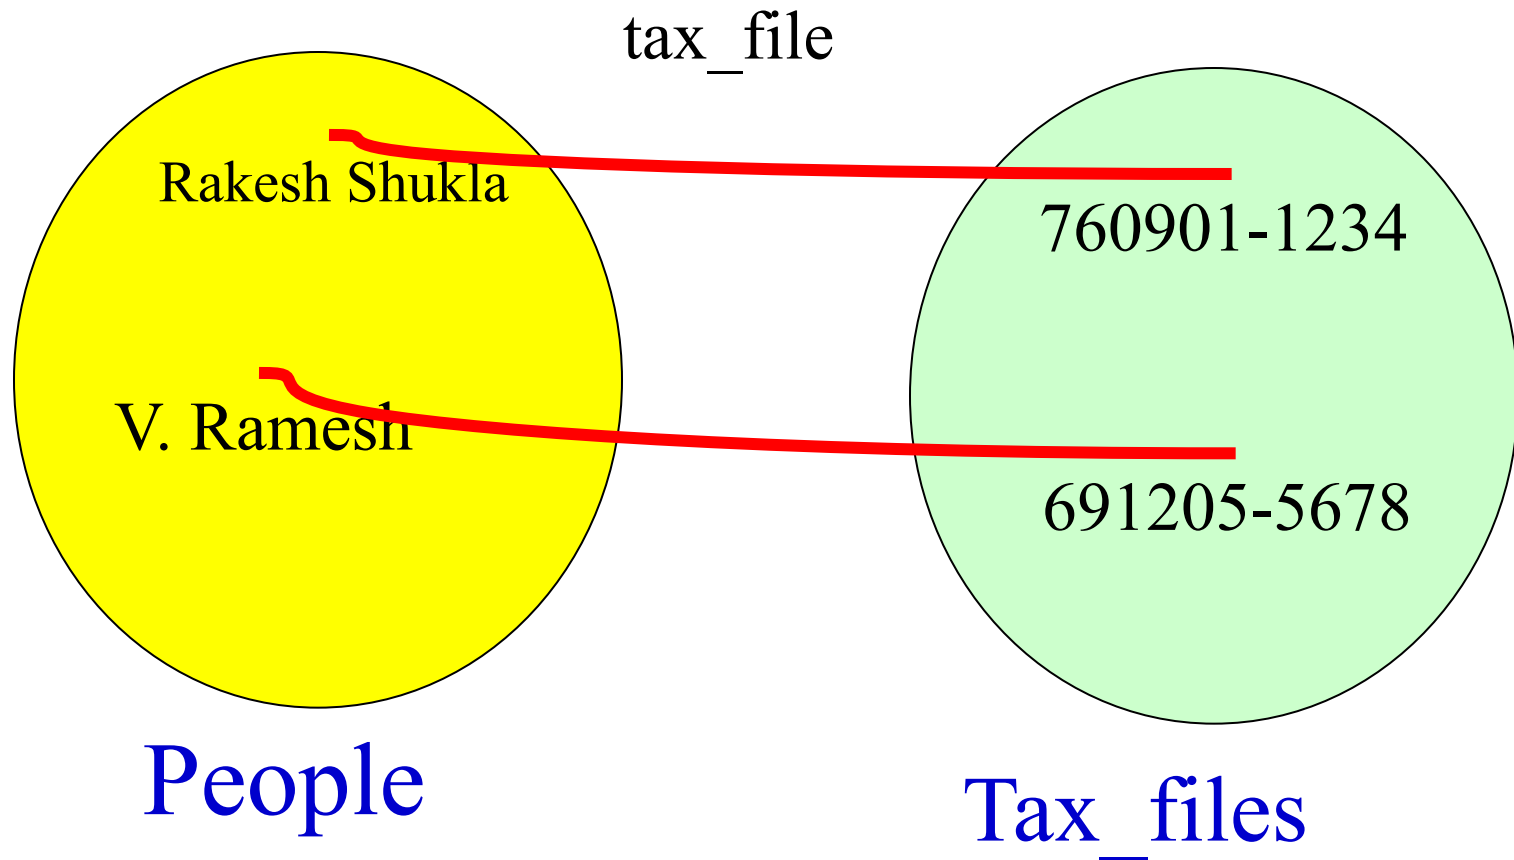 tax_file
Rakesh Shukla
760901-1234
V. Ramesh
691205-5678
People
Tax_files